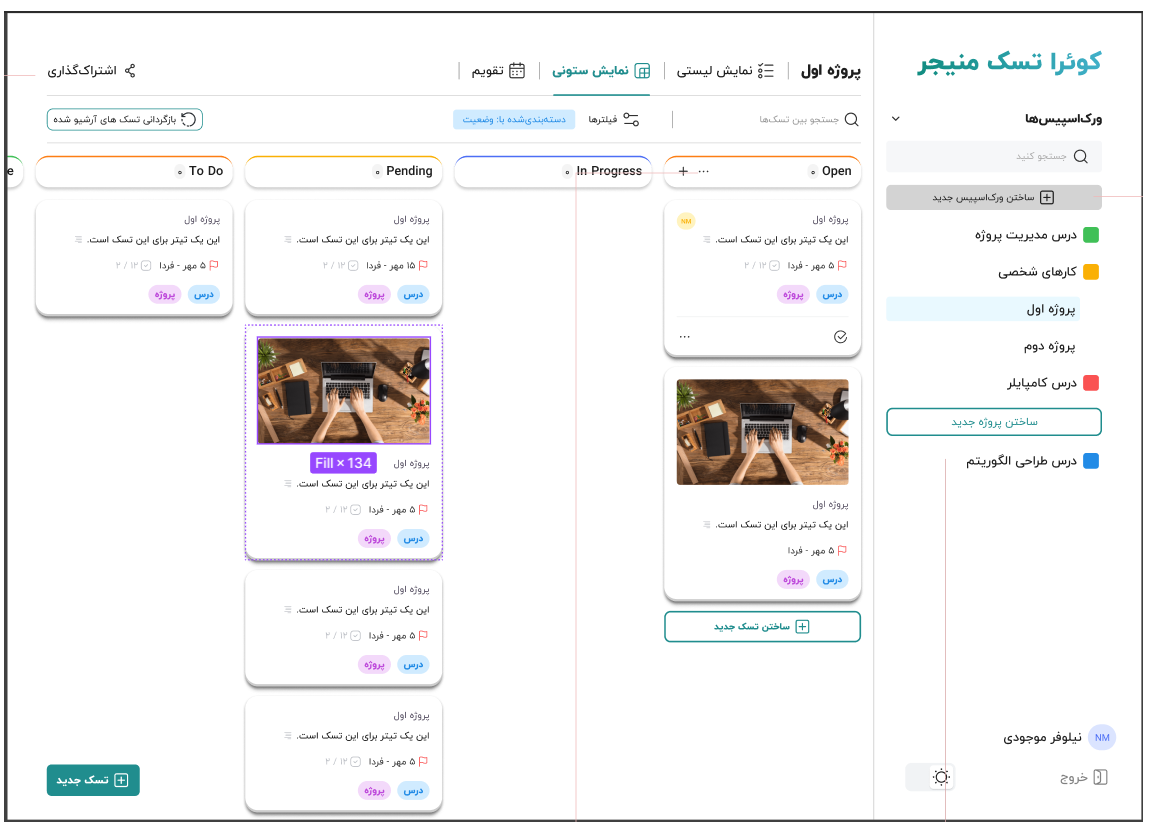 کوئرا تسک منیجر
ورک‌اسپیس‌ها
جستجو کنید
ساختن ورک‌اسپیس جدید
درس مدیریت پروژه
کارهای شخصی
پروژه اول
پروژه دوم
درس کامپایلر
ساختن پروژه جدید
درس طراحی الگوریتم
NM نیلوفر موجودی
خروج
پروژه اول
نمایش لیستی
نمایش ستونی
تقویم
اشتراک‌گذاری
جستجو بین تسک‌ها
فیلترها
دسته‌بندی‌شده با: وضعیت
بازگردانی تسک های آرشیو شده
Open ۰
پروژه اول
NM
این یک تیتر برای این تسک است.
۵ مهر - فردا
۱۲ / ۲
درس
پروژه
پروژه اول
این یک تیتر برای این تسک است.
۵ مهر - فردا
درس
پروژه
ساختن تسک جدید
In Progress ۰
Pending ۰
پروژه اول
این یک تیتر برای این تسک است.
۱۵ مهر - فردا
۱۲ / ۲
درس
پروژه
Fill × 134
پروژه اول
این یک تیتر برای این تسک است.
۵ مهر - فردا
۱۲ / ۲
درس
پروژه
پروژه اول
این یک تیتر برای این تسک است.
۵ مهر - فردا
۱۲ / ۲
درس
پروژه
پروژه اول
این یک تیتر برای این تسک است.
۵ مهر - فردا
۱۲ / ۲
درس
پروژه
To Do ۰
پروژه اول
این یک تیتر برای این تسک است.
۵ مهر - فردا
۱۲ / ۲
درس
پروژه
e
تسک جدید